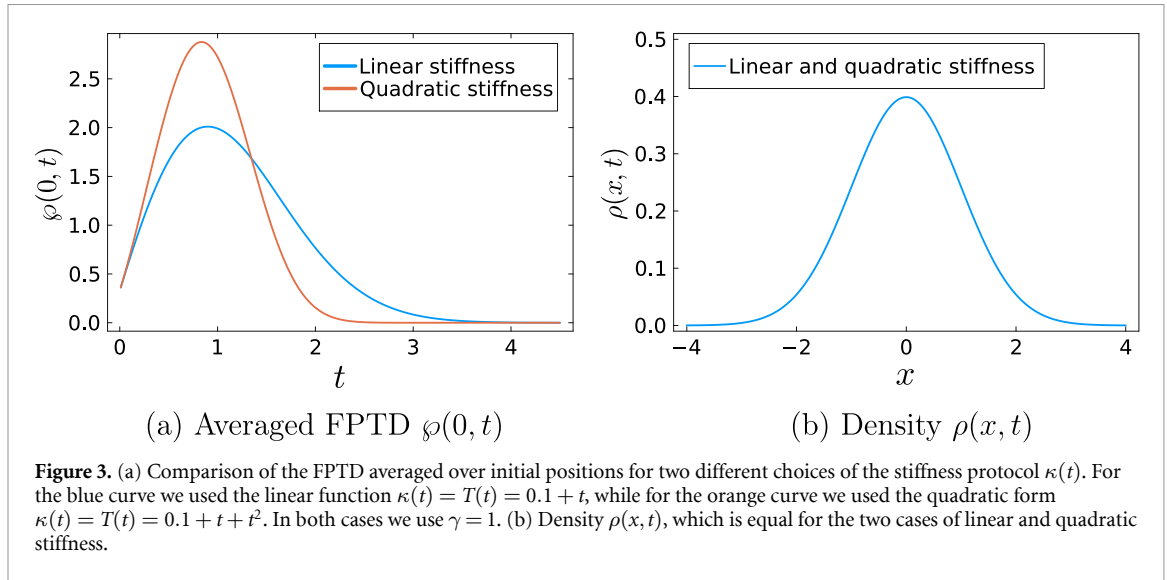 Linear stiffness
Quadratic stiffness
℘(0, t)
2.5
2.0
1.5
1.0
0.5
0.0
0 1 2 3 4
t
(a) Averaged FPTD ℘(0, t)
Linear and quadratic stiffness
ρ(x, t)
0.5
0.4
0.3
0.2
0.1
0.0
−4 −2 0 2 4
x
(b) Density ρ(x, t)
Figure 3. (a) Comparison of the FPTD averaged over initial positions for two different choices of the stiffness protocol κ(t). For
the blue curve we used the linear function κ(t) = T(t) = 0.1 + t, while for the orange curve we used the quadratic form
κ(t) = T(t) = 0.1 + t + t². In both cases we use γ = 1. (b) Density ρ(x, t), which is equal for the two cases of linear and quadratic
stiffness.